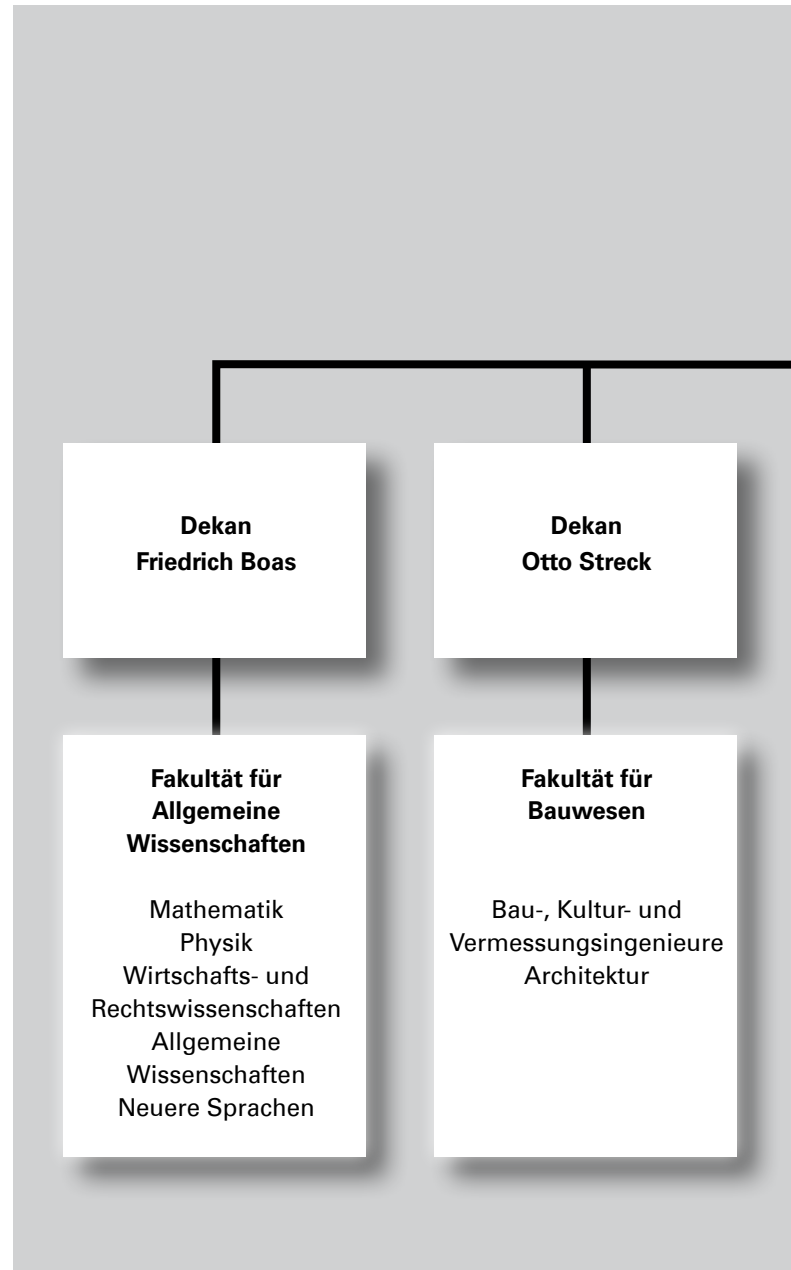 Dekan
Friedrich Boas
Fakultät für
Allgemeine
Wissenschaften
Mathematik
Physik
Wirtschafts- und
Rechtswissenschaften
Allgemeine
Wissenschaften
Neuere Sprachen
Dekan
Otto Streck
Fakultät für
Bauwesen
Bau-, Kultur- und
Vermessungsingenieure
Architektur